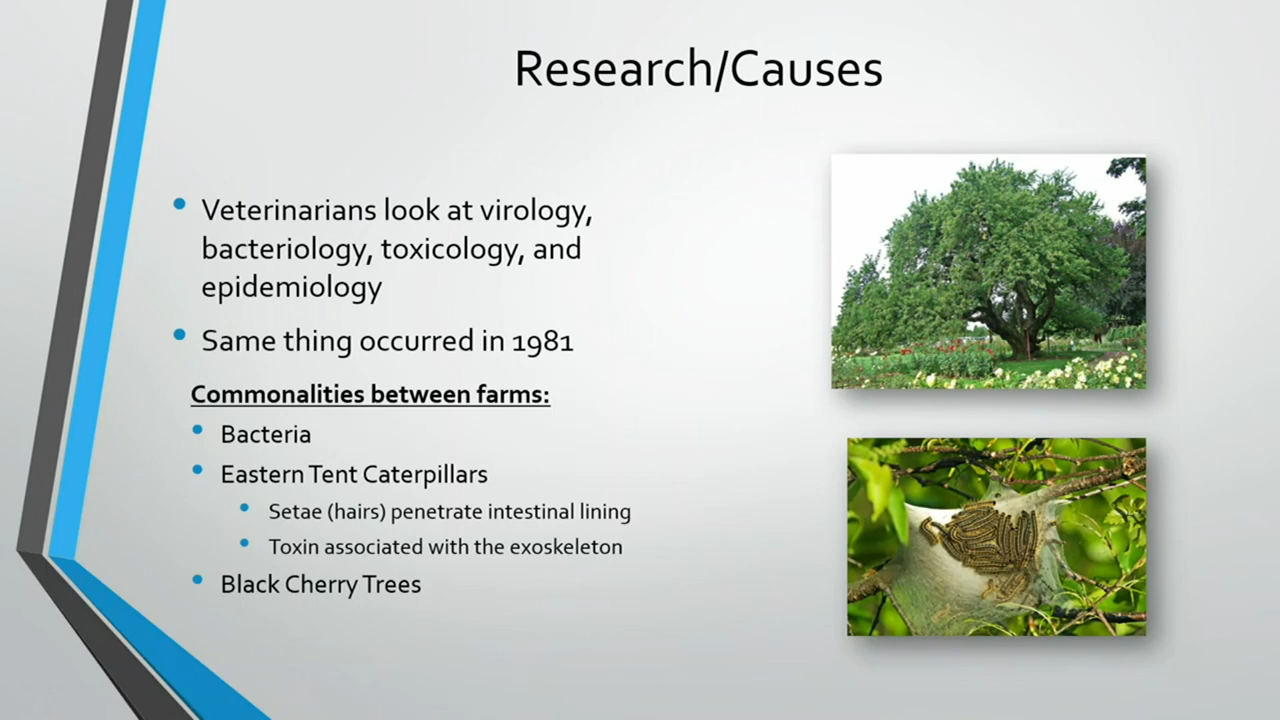 Research/Causes
Veterinarians look at virology,
bacteriology, toxicology, and
epidemiology
Same thing occurred in 1981
Commonalities between farms:
Bacteria
Eastern Tent Caterpillars
Setae (hairs) penetrate intestinal lining
Toxin associated with the exoskeleton
Black Cherry Trees